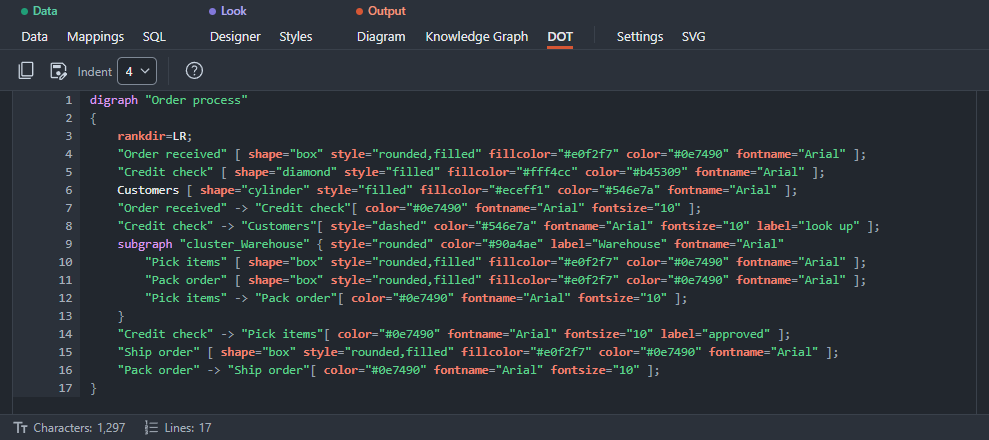 Data Look Output
Data Mappings SQL Designer Styles Diagram Knowledge Graph DOT Settings SVG
Indent 4
1 digraph "Order process"
2 {
3     rankdir=LR;
4     "Order received" [ shape="box" style="rounded,filled" fillcolor="#e0f2f7" color="#0e7490" fontname="Arial" ];
5     "Credit check" [ shape="diamond" style="filled" fillcolor="#fff4cc" color="#b45309" fontname="Arial" ];
6     Customers [ shape="cylinder" style="filled" fillcolor="#eceff1" color="#546e7a" fontname="Arial" ];
7     "Order received" -> "Credit check"[ color="#0e7490" fontname="Arial" fontsize="10" ];
8     "Credit check" -> "Customers"[ style="dashed" color="#546e7a" fontname="Arial" fontsize="10" label="look up" ];
9     subgraph "cluster_Warehouse" { style="rounded" color="#90a4ae" label="Warehouse" fontname="Arial"
10         "Pick items" [ shape="box" style="rounded,filled" fillcolor="#e0f2f7" color="#0e7490" fontname="Arial" ];
11         "Pack order" [ shape="box" style="rounded,filled" fillcolor="#e0f2f7" color="#0e7490" fontname="Arial" ];
12         "Pick items" -> "Pack order"[ color="#0e7490" fontname="Arial" fontsize="10" ];
13     }
14     "Credit check" -> "Pick items"[ color="#0e7490" fontname="Arial" fontsize="10" label="approved" ];
15     "Ship order" [ shape="box" style="rounded,filled" fillcolor="#e0f2f7" color="#0e7490" fontname="Arial" ];
16     "Pack order" -> "Ship order"[ color="#0e7490" fontname="Arial" fontsize="10" ];
17 }
Characters: 1,297 Lines: 17